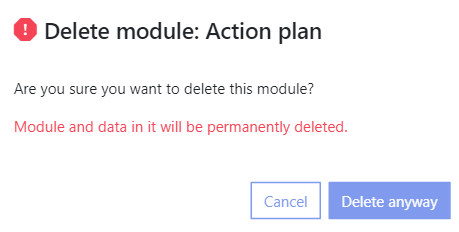 Delete module: Action plan
Are you sure you want to delete this module?
Module and data in it will be permanently deleted.
Cancel
Delete anyway